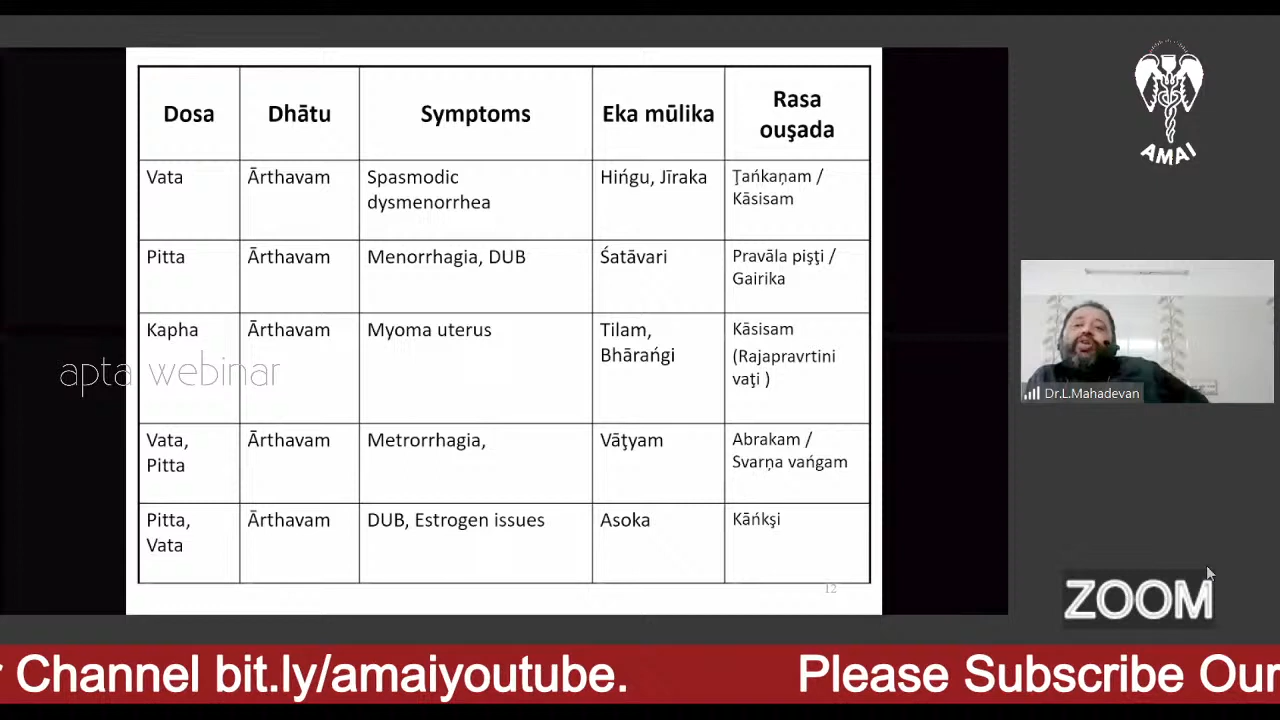 Dosa
Dhātu
Symptoms
Eka mūlika
Rasa
ouşada
Vata
Ārthavam
Spasmodic
dysmenorrhea
Hińgu, Jīraka
Ţańkaņam /
Kāsisam
Pitta
Ārthavam
Menorrhagia, DUB
Śatāvari
Pravāla pişţi /
Gairika
Kapha
Ārthavam
Myoma uterus
Tilam,
Bhārańgi
Kāsisam
(Rajapravrtini
vaţi )
Vata,
Pitta
Ārthavam
Metrorrhagia,
Vāţyam
Abrakam /
Svarņa vańgam
Pitta,
Vata
Ārthavam
DUB, Estrogen issues
Asoka
Kāńkşi
12
apta webinar
AMAI
Dr.L.Mahadevan
ZOOM
r Channel bit.ly/amaiyoutube.
Please Subscribe Our